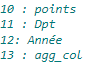 10 : points
11 : Dpt
12: Année
13 : agg_col